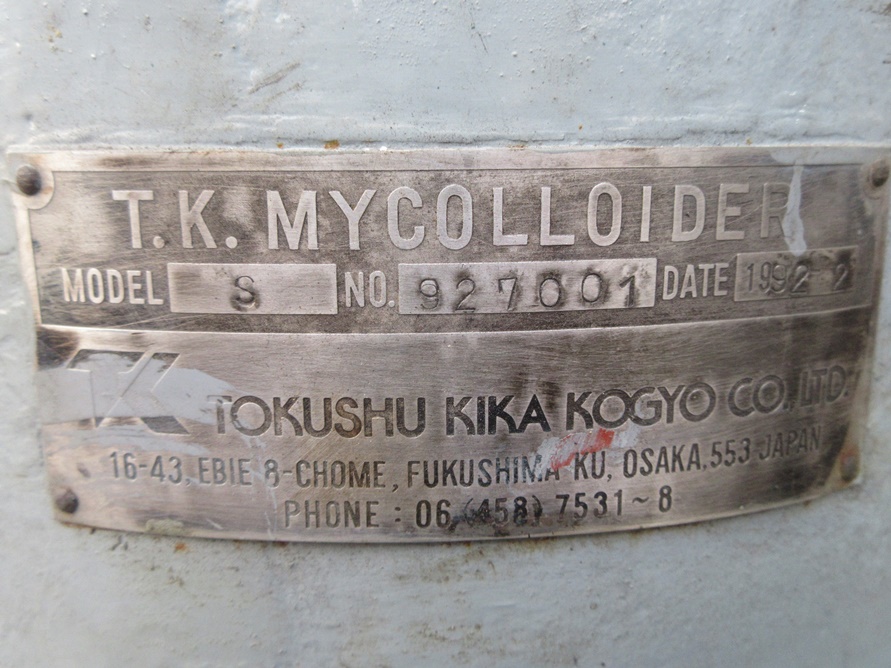 T.K. MYCOLLOIDER
MODEL S NO. 927001 DATE 1992-2
TK TOKUSHU KIKA KOGYO CO., LTD.
16-43, EBIE 8-CHOME, FUKUSHIMA-KU, OSAKA, 553 JAPAN
PHONE : 06 (458) 7531~8